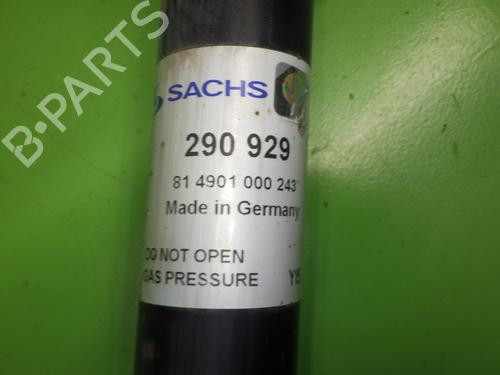 B-PARTS
SACHS
290 929
81 4901 000 243
Made in Germany
DO NOT OPEN
GAS PRESSURE